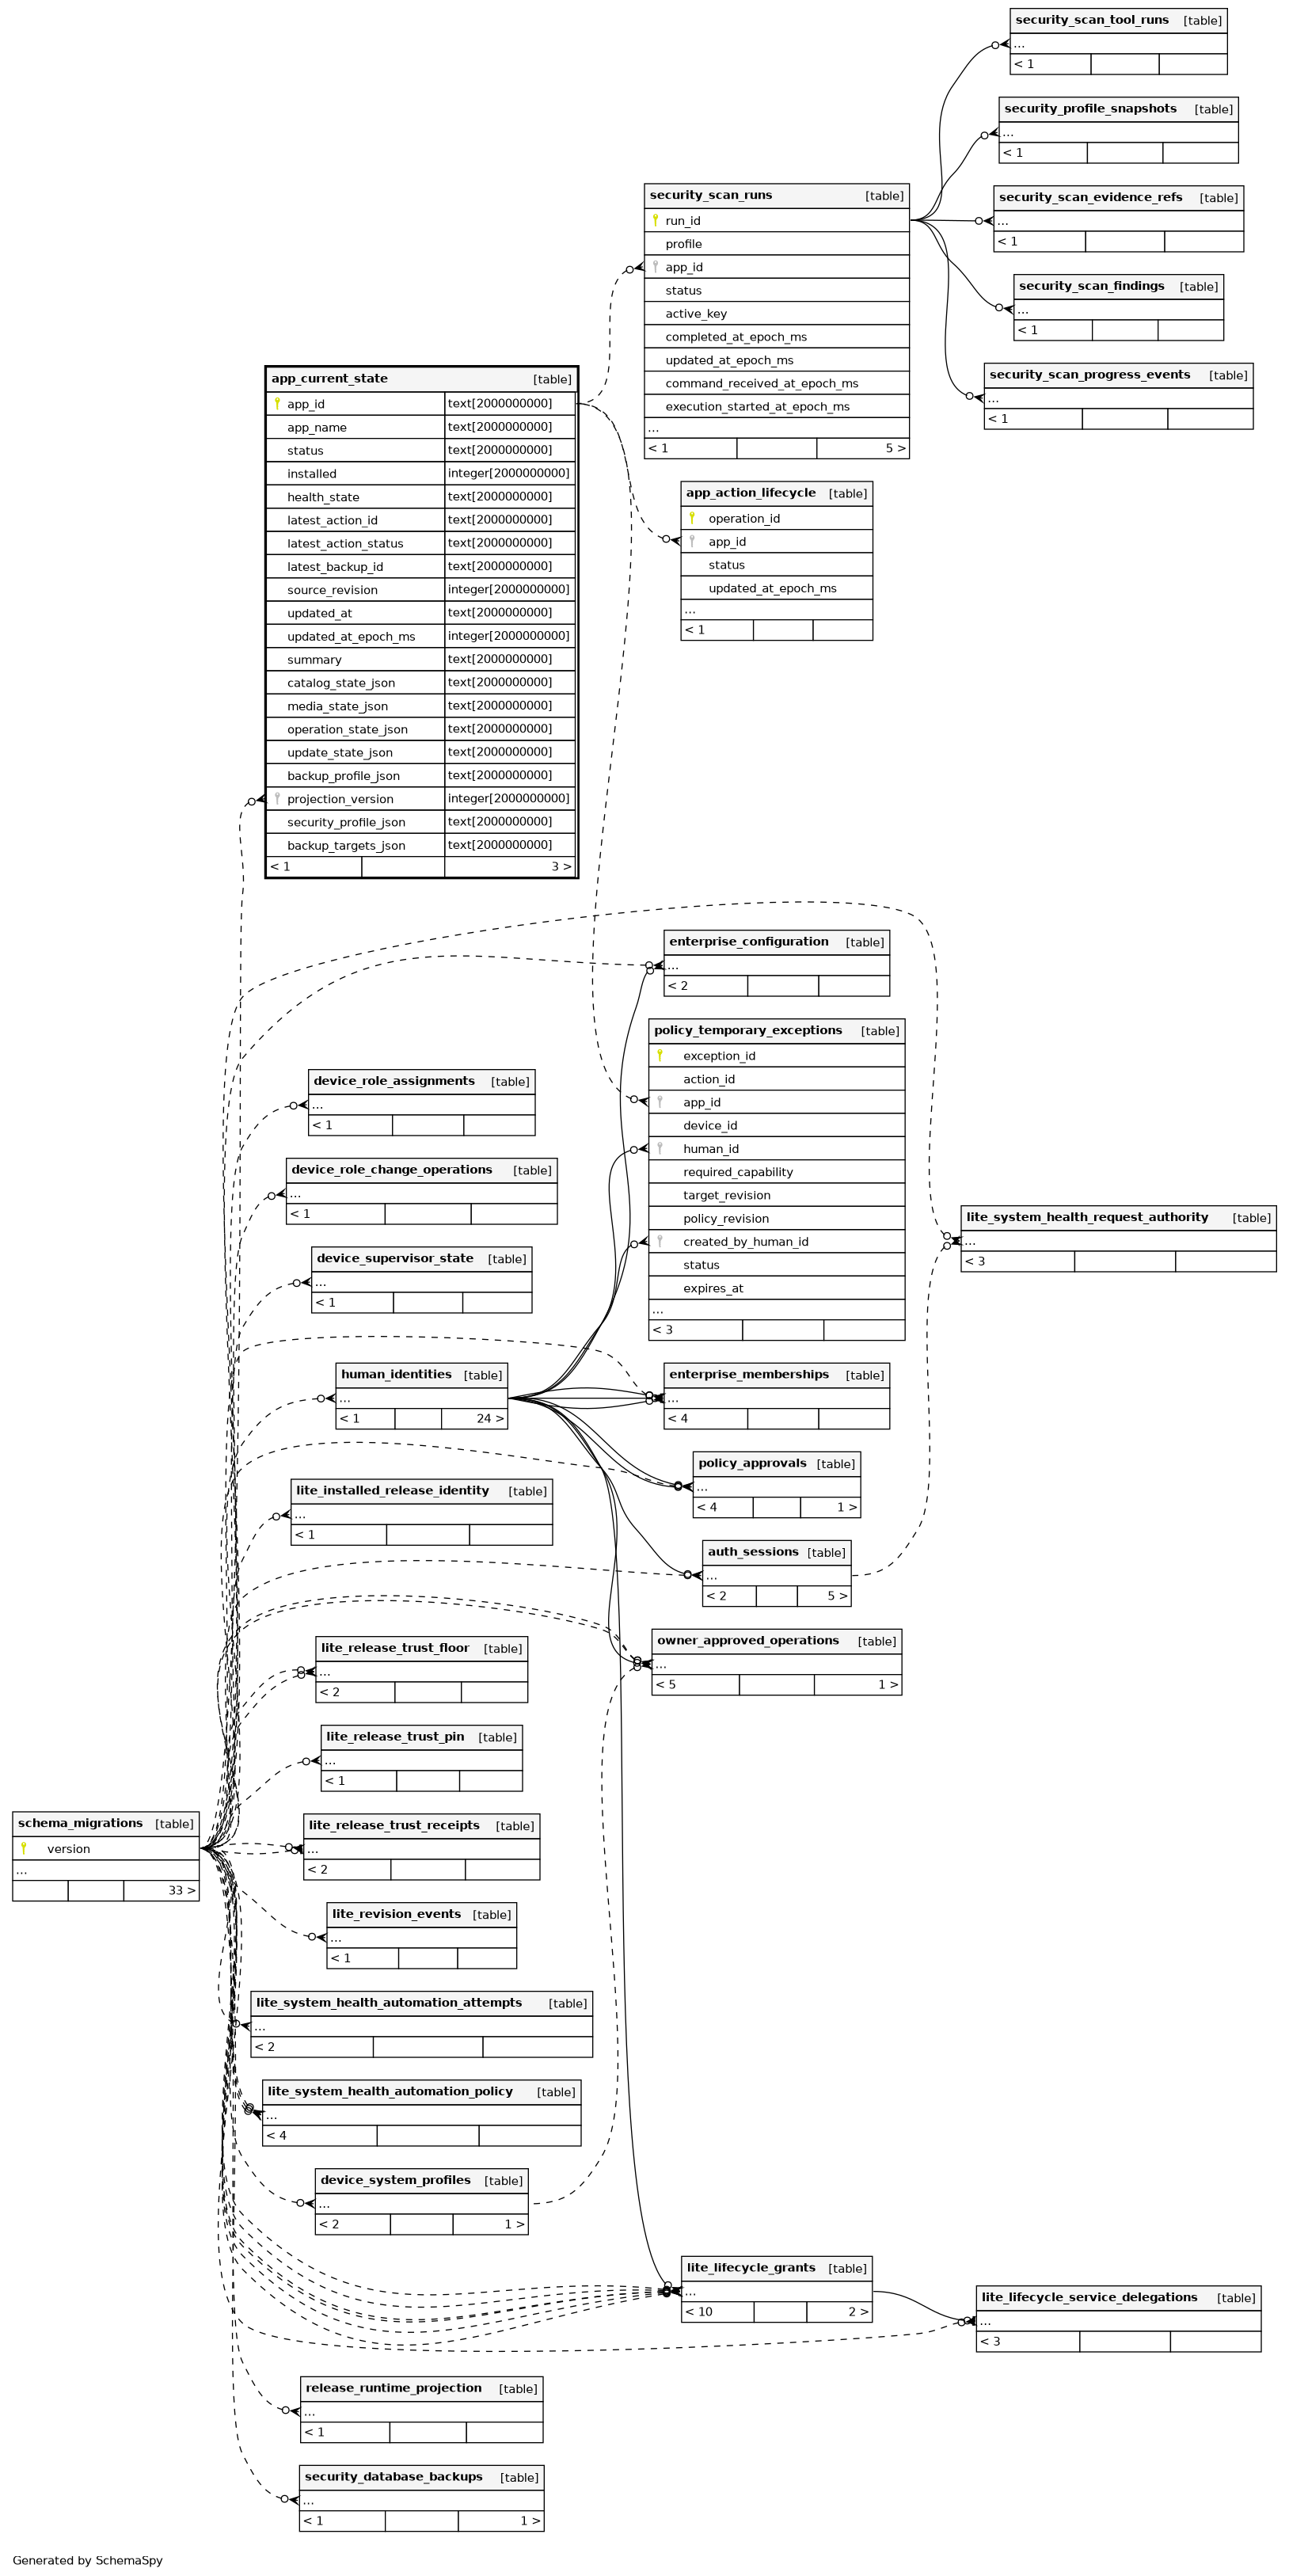 security_scan_tool_runs [table]
...
< 1
security_profile_snapshots [table]
...
< 1
security_scan_evidence_refs [table]
...
< 1
security_scan_findings [table]
...
< 1
security_scan_progress_events [table]
...
< 1
security_scan_runs [table]
run_id
profile
app_id
status
active_key
completed_at_epoch_ms
updated_at_epoch_ms
command_received_at_epoch_ms
execution_started_at_epoch_ms
...
< 1 5 >
app_current_state [table]
app_id text[2000000000]
app_name text[2000000000]
status text[2000000000]
installed integer[2000000000]
health_state text[2000000000]
latest_action_id text[2000000000]
latest_action_status text[2000000000]
latest_backup_id text[2000000000]
source_revision integer[2000000000]
updated_at text[2000000000]
updated_at_epoch_ms integer[2000000000]
summary text[2000000000]
catalog_state_json text[2000000000]
media_state_json text[2000000000]
operation_state_json text[2000000000]
update_state_json text[2000000000]
backup_profile_json text[2000000000]
projection_version integer[2000000000]
security_profile_json text[2000000000]
backup_targets_json text[2000000000]
< 1 3 >
app_action_lifecycle [table]
operation_id
app_id
status
updated_at_epoch_ms
...
< 1
enterprise_configuration [table]
...
< 2
policy_temporary_exceptions [table]
exception_id
action_id
app_id
device_id
human_id
required_capability
target_revision
policy_revision
created_by_human_id
status
expires_at
...
< 3
device_role_assignments [table]
...
< 1
device_role_change_operations [table]
...
< 1
lite_system_health_request_authority [table]
...
< 3
device_supervisor_state [table]
...
< 1
human_identities [table]
...
< 1 24 >
enterprise_memberships [table]
...
< 4
policy_approvals [table]
...
< 4 1 >
lite_installed_release_identity [table]
...
< 1
auth_sessions [table]
...
< 2 5 >
owner_approved_operations [table]
...
< 5 1 >
lite_release_trust_floor [table]
...
< 2
lite_release_trust_pin [table]
...
< 1
schema_migrations [table]
version
...
33 >
lite_release_trust_receipts [table]
...
< 2
lite_revision_events [table]
...
< 1
lite_system_health_automation_attempts [table]
...
< 2
lite_system_health_automation_policy [table]
...
< 4
device_system_profiles [table]
...
< 2 1 >
lite_lifecycle_grants [table]
...
< 10 2 >
lite_lifecycle_service_delegations [table]
...
< 3
release_runtime_projection [table]
...
< 1
security_database_backups [table]
...
< 1 1 >
Generated by SchemaSpy